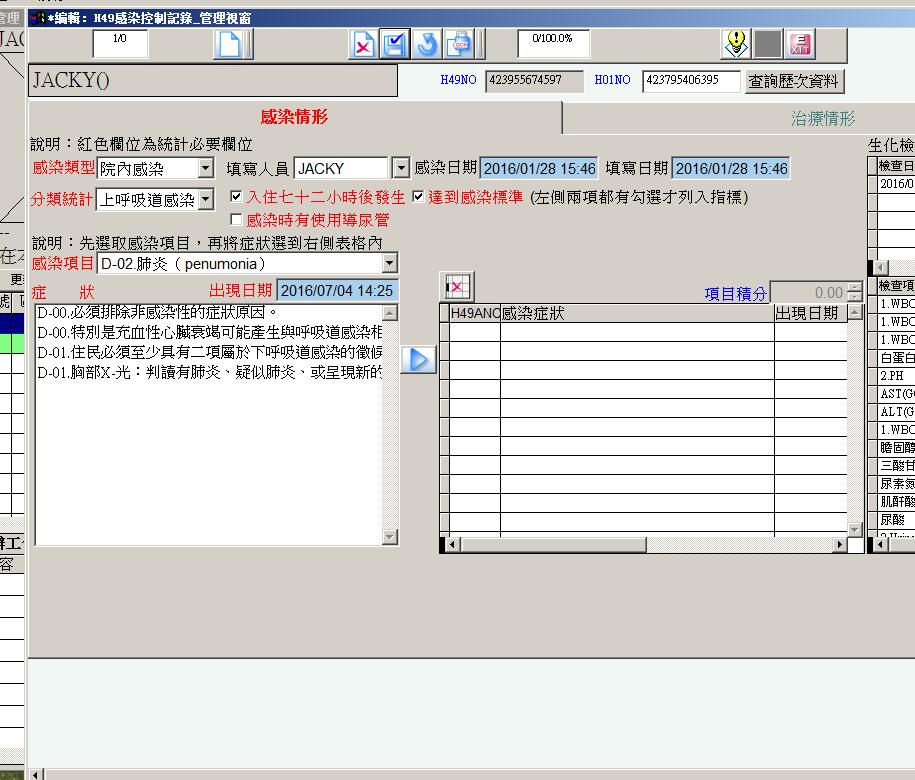 管理
*編輯: H49感染控制記錄_管理視窗
1/0
0/100.0%
EXIT
JACKY()
H49NO 423955674597 H01NO 423795406395 查詢歷次資料
感染情形 治療情形
說明：紅色欄位為統計必要欄位
感染類型 院內感染 填寫人員 JACKY 感染日期 2016/01/28 15:46 填寫日期 2016/01/28 15:46
分類統計 上呼吸道感染 入住七十二小時後發生 達到感染標準 (左側兩項都有勾選才列入指標)
感染時有使用導尿管
說明：先選取感染項目，再將症狀選到右側表格內
感染項目 D-02.肺炎（penumonia）
症 狀 出現日期 2016/07/04 14:25
項目積分 0.00
D-00.必須排除非感染性的症狀原因。
D-00.特別是充血性心臟衰竭可能產生與呼吸道感染相
D-01.住民必須至少具有二項屬於下呼吸道感染的徵候
D-01.胸部X-光：判讀有肺炎、疑似肺炎、或呈現新的
H49ANO 感染症狀 出現日期
生化檢
檢查日
2016/0
檢查項
1.WBC
1.WBC
1.WBC
白蛋白
2.PH
AST(GO
ALT(G
1.WBC
膽固醇
三酸甘
尿素氮
肌酐酸
尿酸